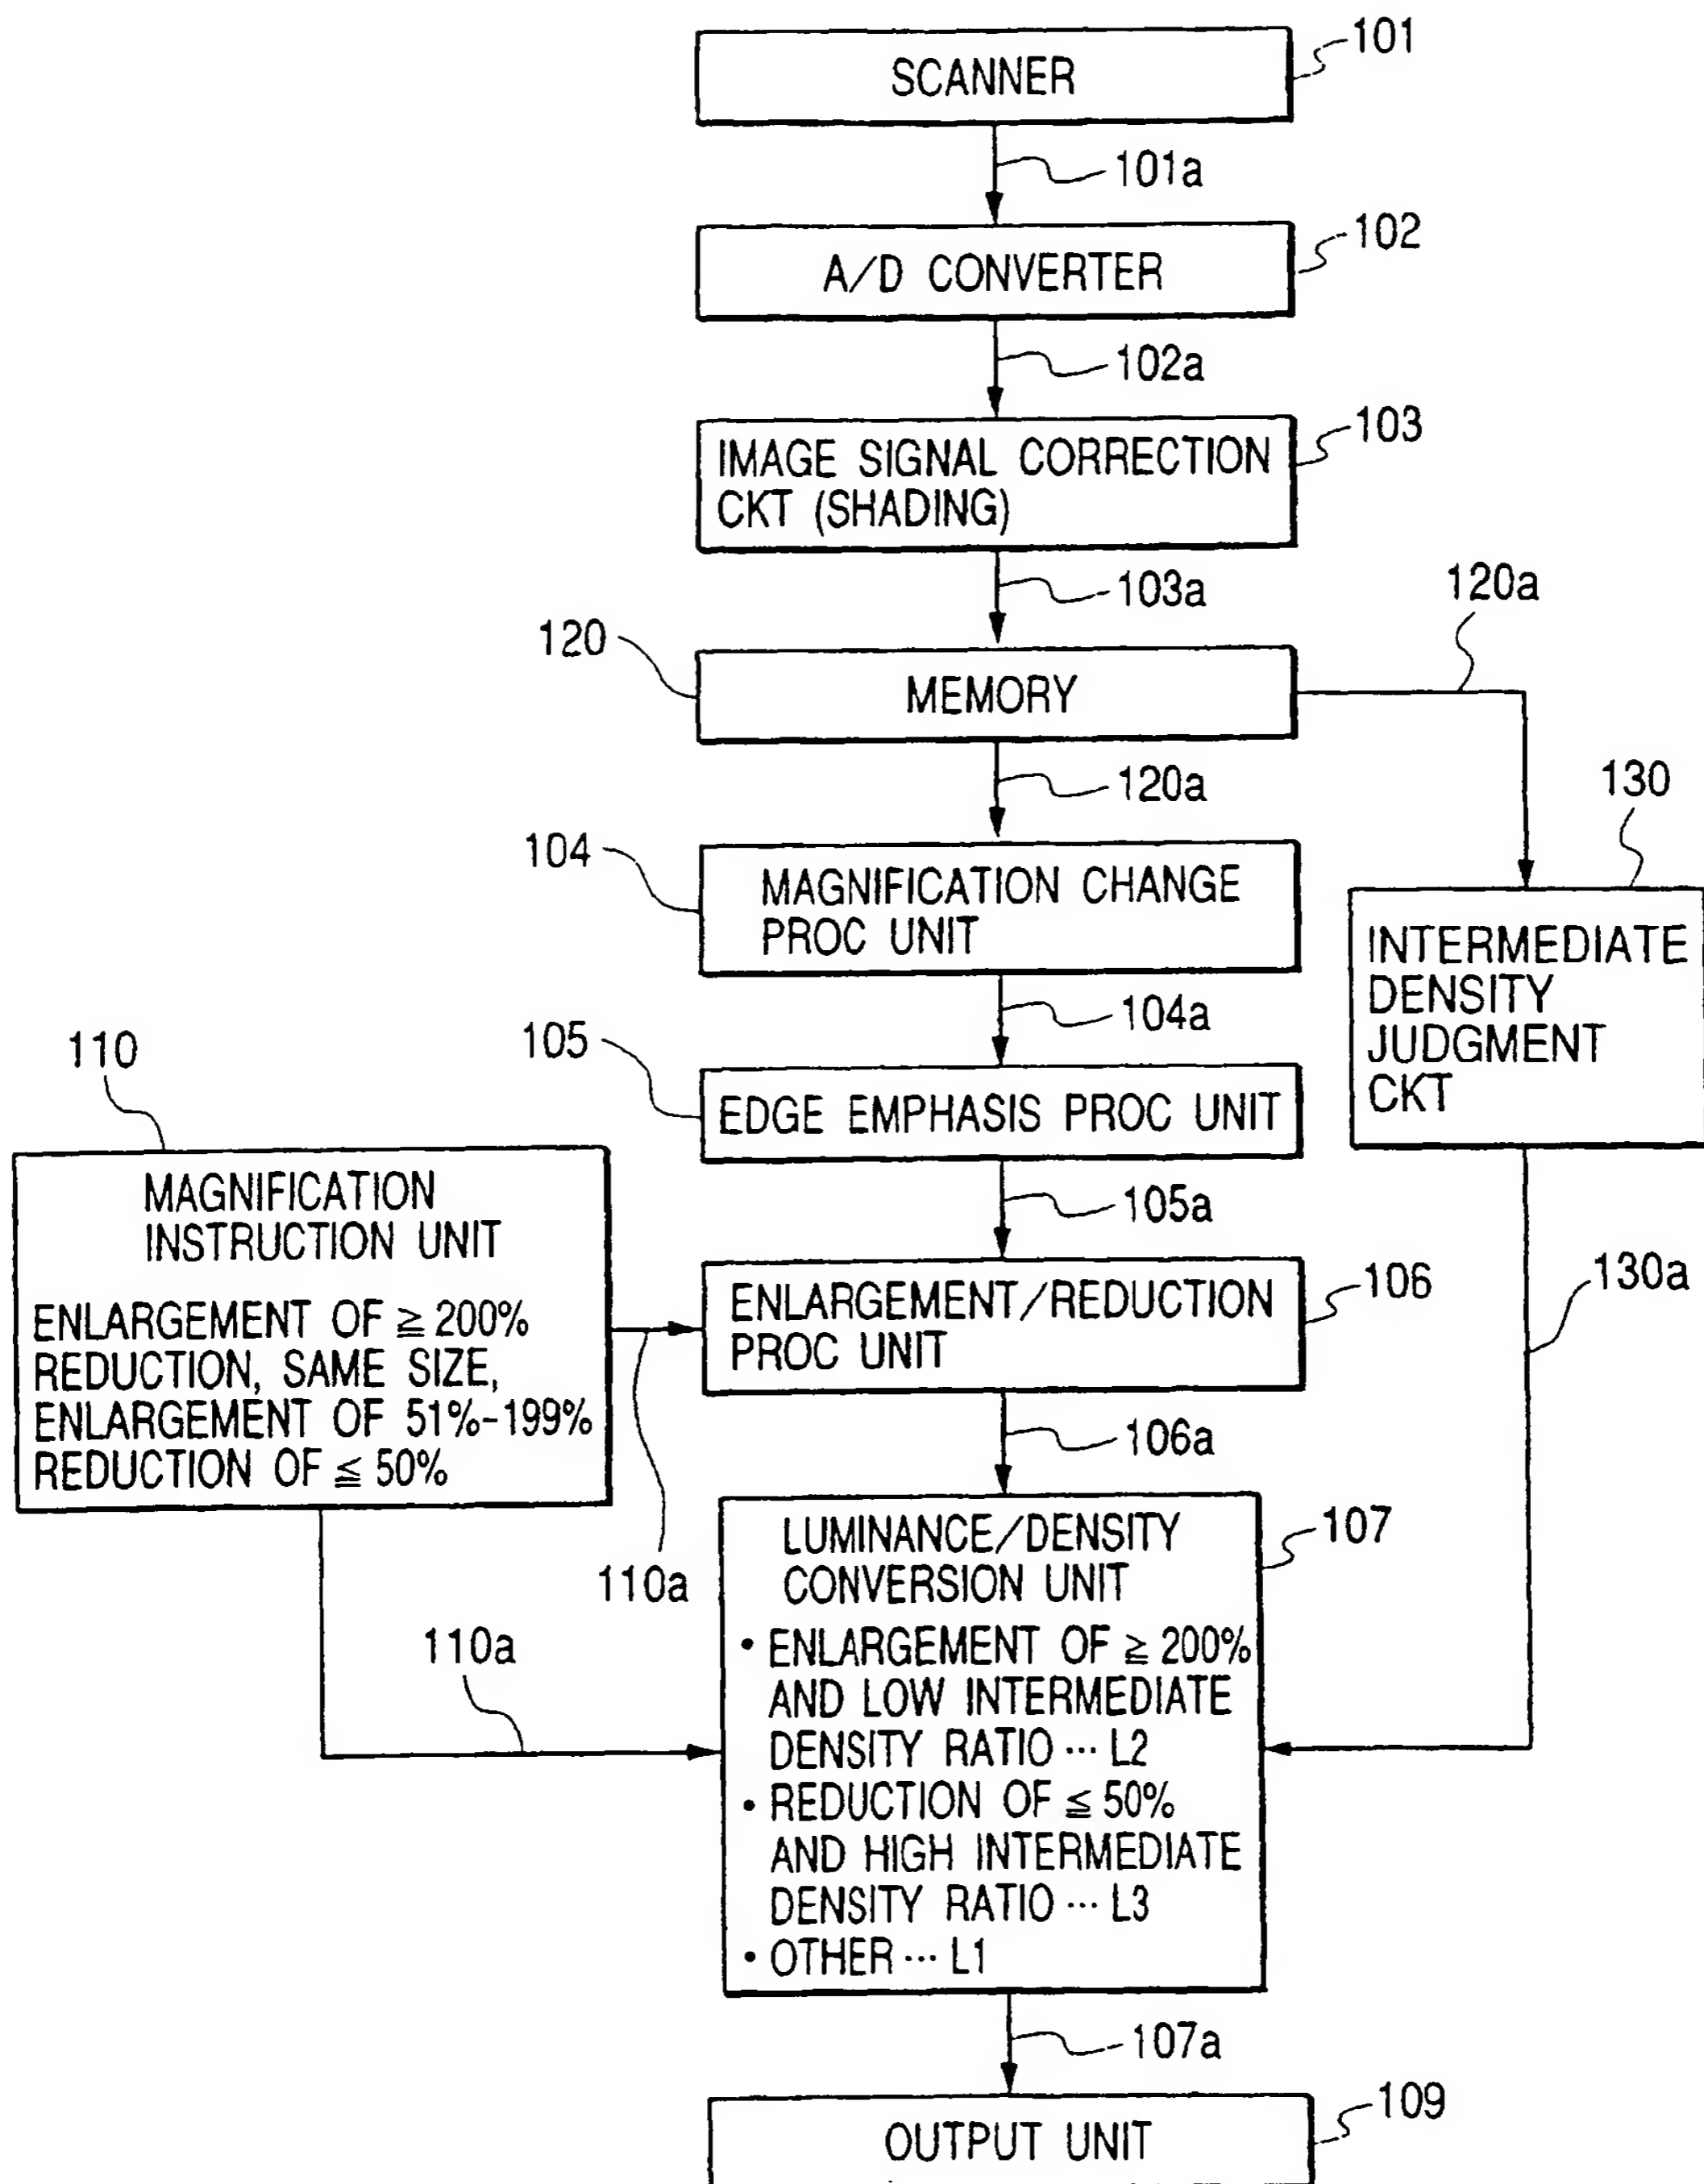 SCANNER
101
101a
A/D CONVERTER
102
102a
IMAGE SIGNAL CORRECTION
CKT (SHADING)
103
103a
120a
120
MEMORY
120a
130
104
MAGNIFICATION CHANGE
PROC UNIT
INTERMEDIATE
DENSITY
JUDGMENT
CKT
104a
105
EDGE EMPHASIS PROC UNIT
105a
110
MAGNIFICATION
INSTRUCTION UNIT
ENLARGEMENT OF ≧ 200%
REDUCTION, SAME SIZE,
ENLARGEMENT OF 51%-199%
REDUCTION OF ≦ 50%
ENLARGEMENT/REDUCTION
PROC UNIT
106
130a
106a
110a
110a
LUMINANCE/DENSITY
CONVERSION UNIT
107
• ENLARGEMENT OF ≧ 200%
AND LOW INTERMEDIATE
DENSITY RATIO ··· L2
• REDUCTION OF ≦ 50%
AND HIGH INTERMEDIATE
DENSITY RATIO ··· L3
• OTHER ··· L1
107a
OUTPUT UNIT
109